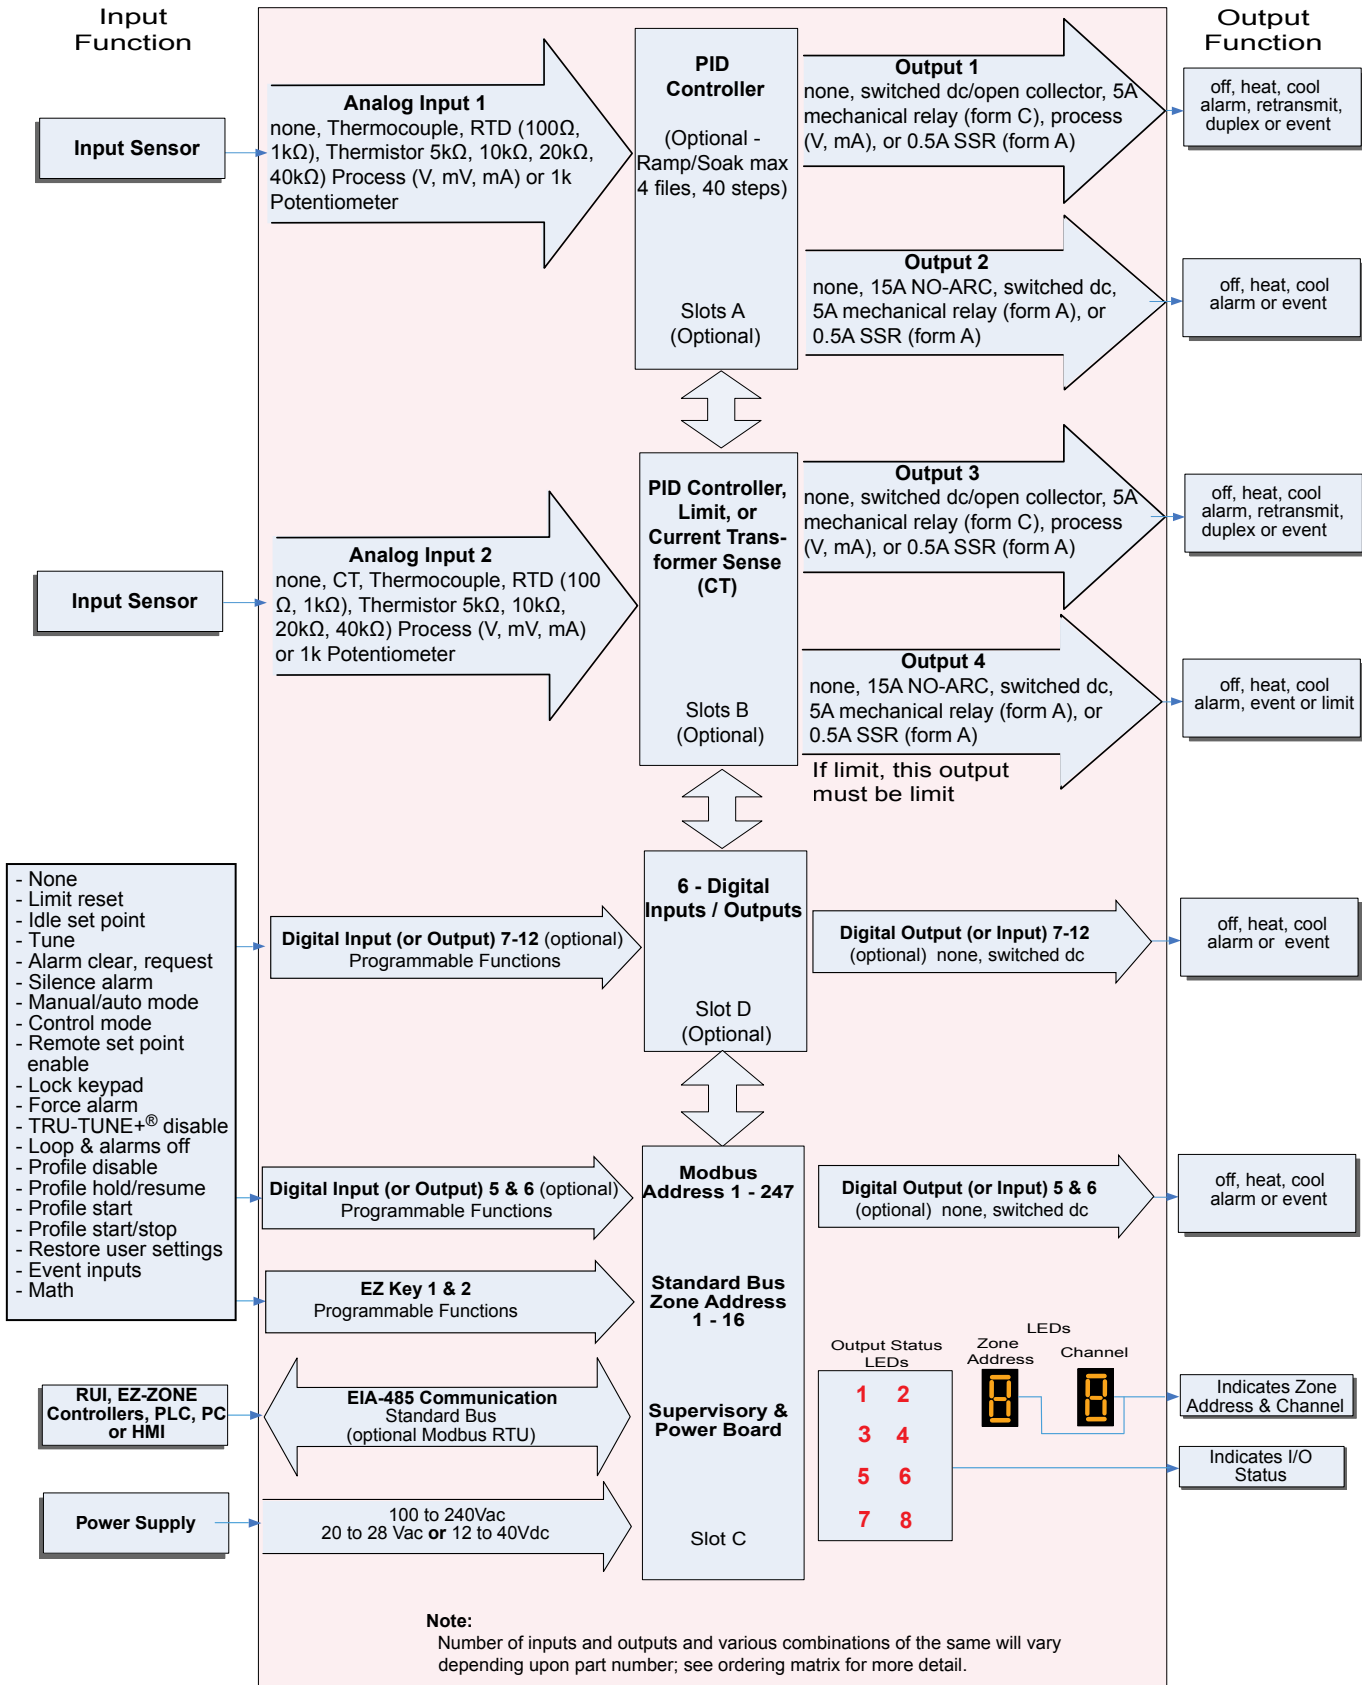 Input
Function
Output
Function
Input Sensor
Analog Input 1
none, Thermocouple, RTD (100Ω,
1kΩ), Thermistor 5kΩ, 10kΩ, 20kΩ,
40kΩ) Process (V, mV, mA) or 1k
Potentiometer
PID
Controller
(Optional -
Ramp/Soak max
4 files, 40 steps)
Slots A
(Optional)
Output 1
none, switched dc/open collector, 5A
mechanical relay (form C), process
(V, mA), or 0.5A SSR (form A)
off, heat, cool
alarm, retransmit,
duplex or event
Output 2
none, 15A NO-ARC, switched dc,
5A mechanical relay (form A), or
0.5A SSR (form A)
off, heat, cool
alarm or event
Input Sensor
Analog Input 2
none, CT, Thermocouple, RTD (100
Ω, 1kΩ), Thermistor 5kΩ, 10kΩ,
20kΩ, 40kΩ) Process (V, mV, mA)
or 1k Potentiometer
PID Controller,
Limit, or
Current Trans-
former Sense
(CT)
Slots B
(Optional)
Output 3
none, switched dc/open collector, 5A
mechanical relay (form C), process
(V, mA), or 0.5A SSR (form A)
off, heat, cool
alarm, retransmit,
duplex or event
Output 4
none, 15A NO-ARC, switched dc,
5A mechanical relay (form A), or
0.5A SSR (form A)
If limit, this output
must be limit
off, heat, cool
alarm, event or limit
- None
- Limit reset
- Idle set point
- Tune
- Alarm clear, request
- Silence alarm
- Manual/auto mode
- Control mode
- Remote set point
enable
- Lock keypad
- Force alarm
- TRU-TUNE+® disable
- Loop & alarms off
- Profile disable
- Profile hold/resume
- Profile start
- Profile start/stop
- Restore user settings
- Event inputs
- Math
Digital Input (or Output) 7-12 (optional)
Programmable Functions
6 - Digital
Inputs / Outputs
Slot D
(Optional)
Digital Output (or Input) 7-12
(optional) none, switched dc
off, heat, cool
alarm or event
Digital Input (or Output) 5 & 6 (optional)
Programmable Functions
Modbus
Address 1 - 247
Digital Output (or Input) 5 & 6
(optional) none, switched dc
off, heat, cool
alarm or event
EZ Key 1 & 2
Programmable Functions
Standard Bus
Zone Address
1 - 16
RUI, EZ-ZONE
Controllers, PLC, PC
or HMI
EIA-485 Communication
Standard Bus
(optional Modbus RTU)
Supervisory &
Power Board
Power Supply
100 to 240Vac
20 to 28 Vac or 12 to 40Vdc
Slot C
Output Status
LEDs
1 2
3 4
5 6
7 8
LEDs
Zone
Address
Channel
8 8
Indicates Zone
Address & Channel
Indicates I/O
Status
Note:
Number of inputs and outputs and various combinations of the same will vary
depending upon part number; see ordering matrix for more detail.